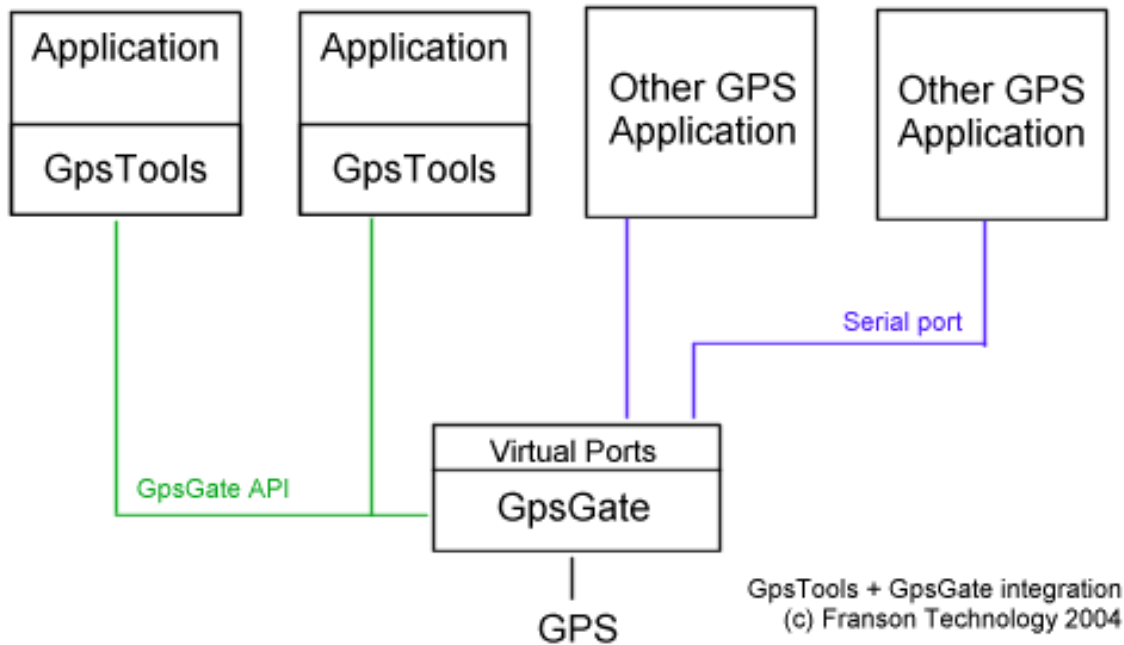 Application
GpsTools
Application
GpsTools
Other GPS
Application
Other GPS
Application
Serial port
GpsGate API
Virtual Ports
GpsGate
GPS
GpsTools + GpsGate integration
(c) Franson Technology 2004